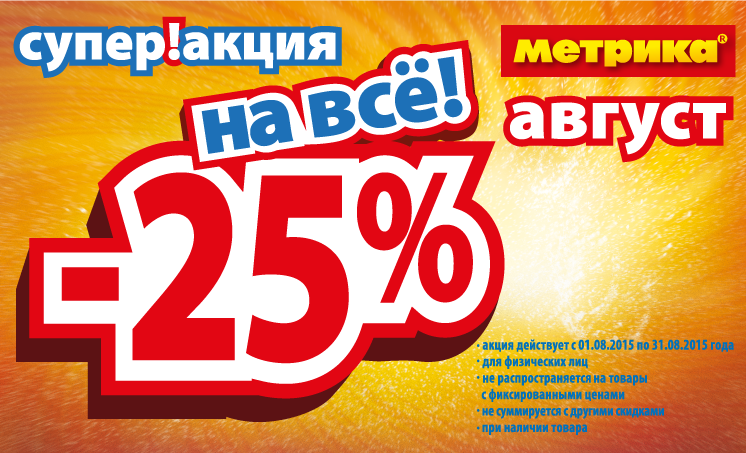 супер!акция
метрика®
август
на всё!
-25%
· акция действует с 01.08.2015 по 31.08.2015 года
· для физических лиц
· не распространяется на товары
с фиксированными ценами
· не суммируется с другими скидками
· при наличии товара